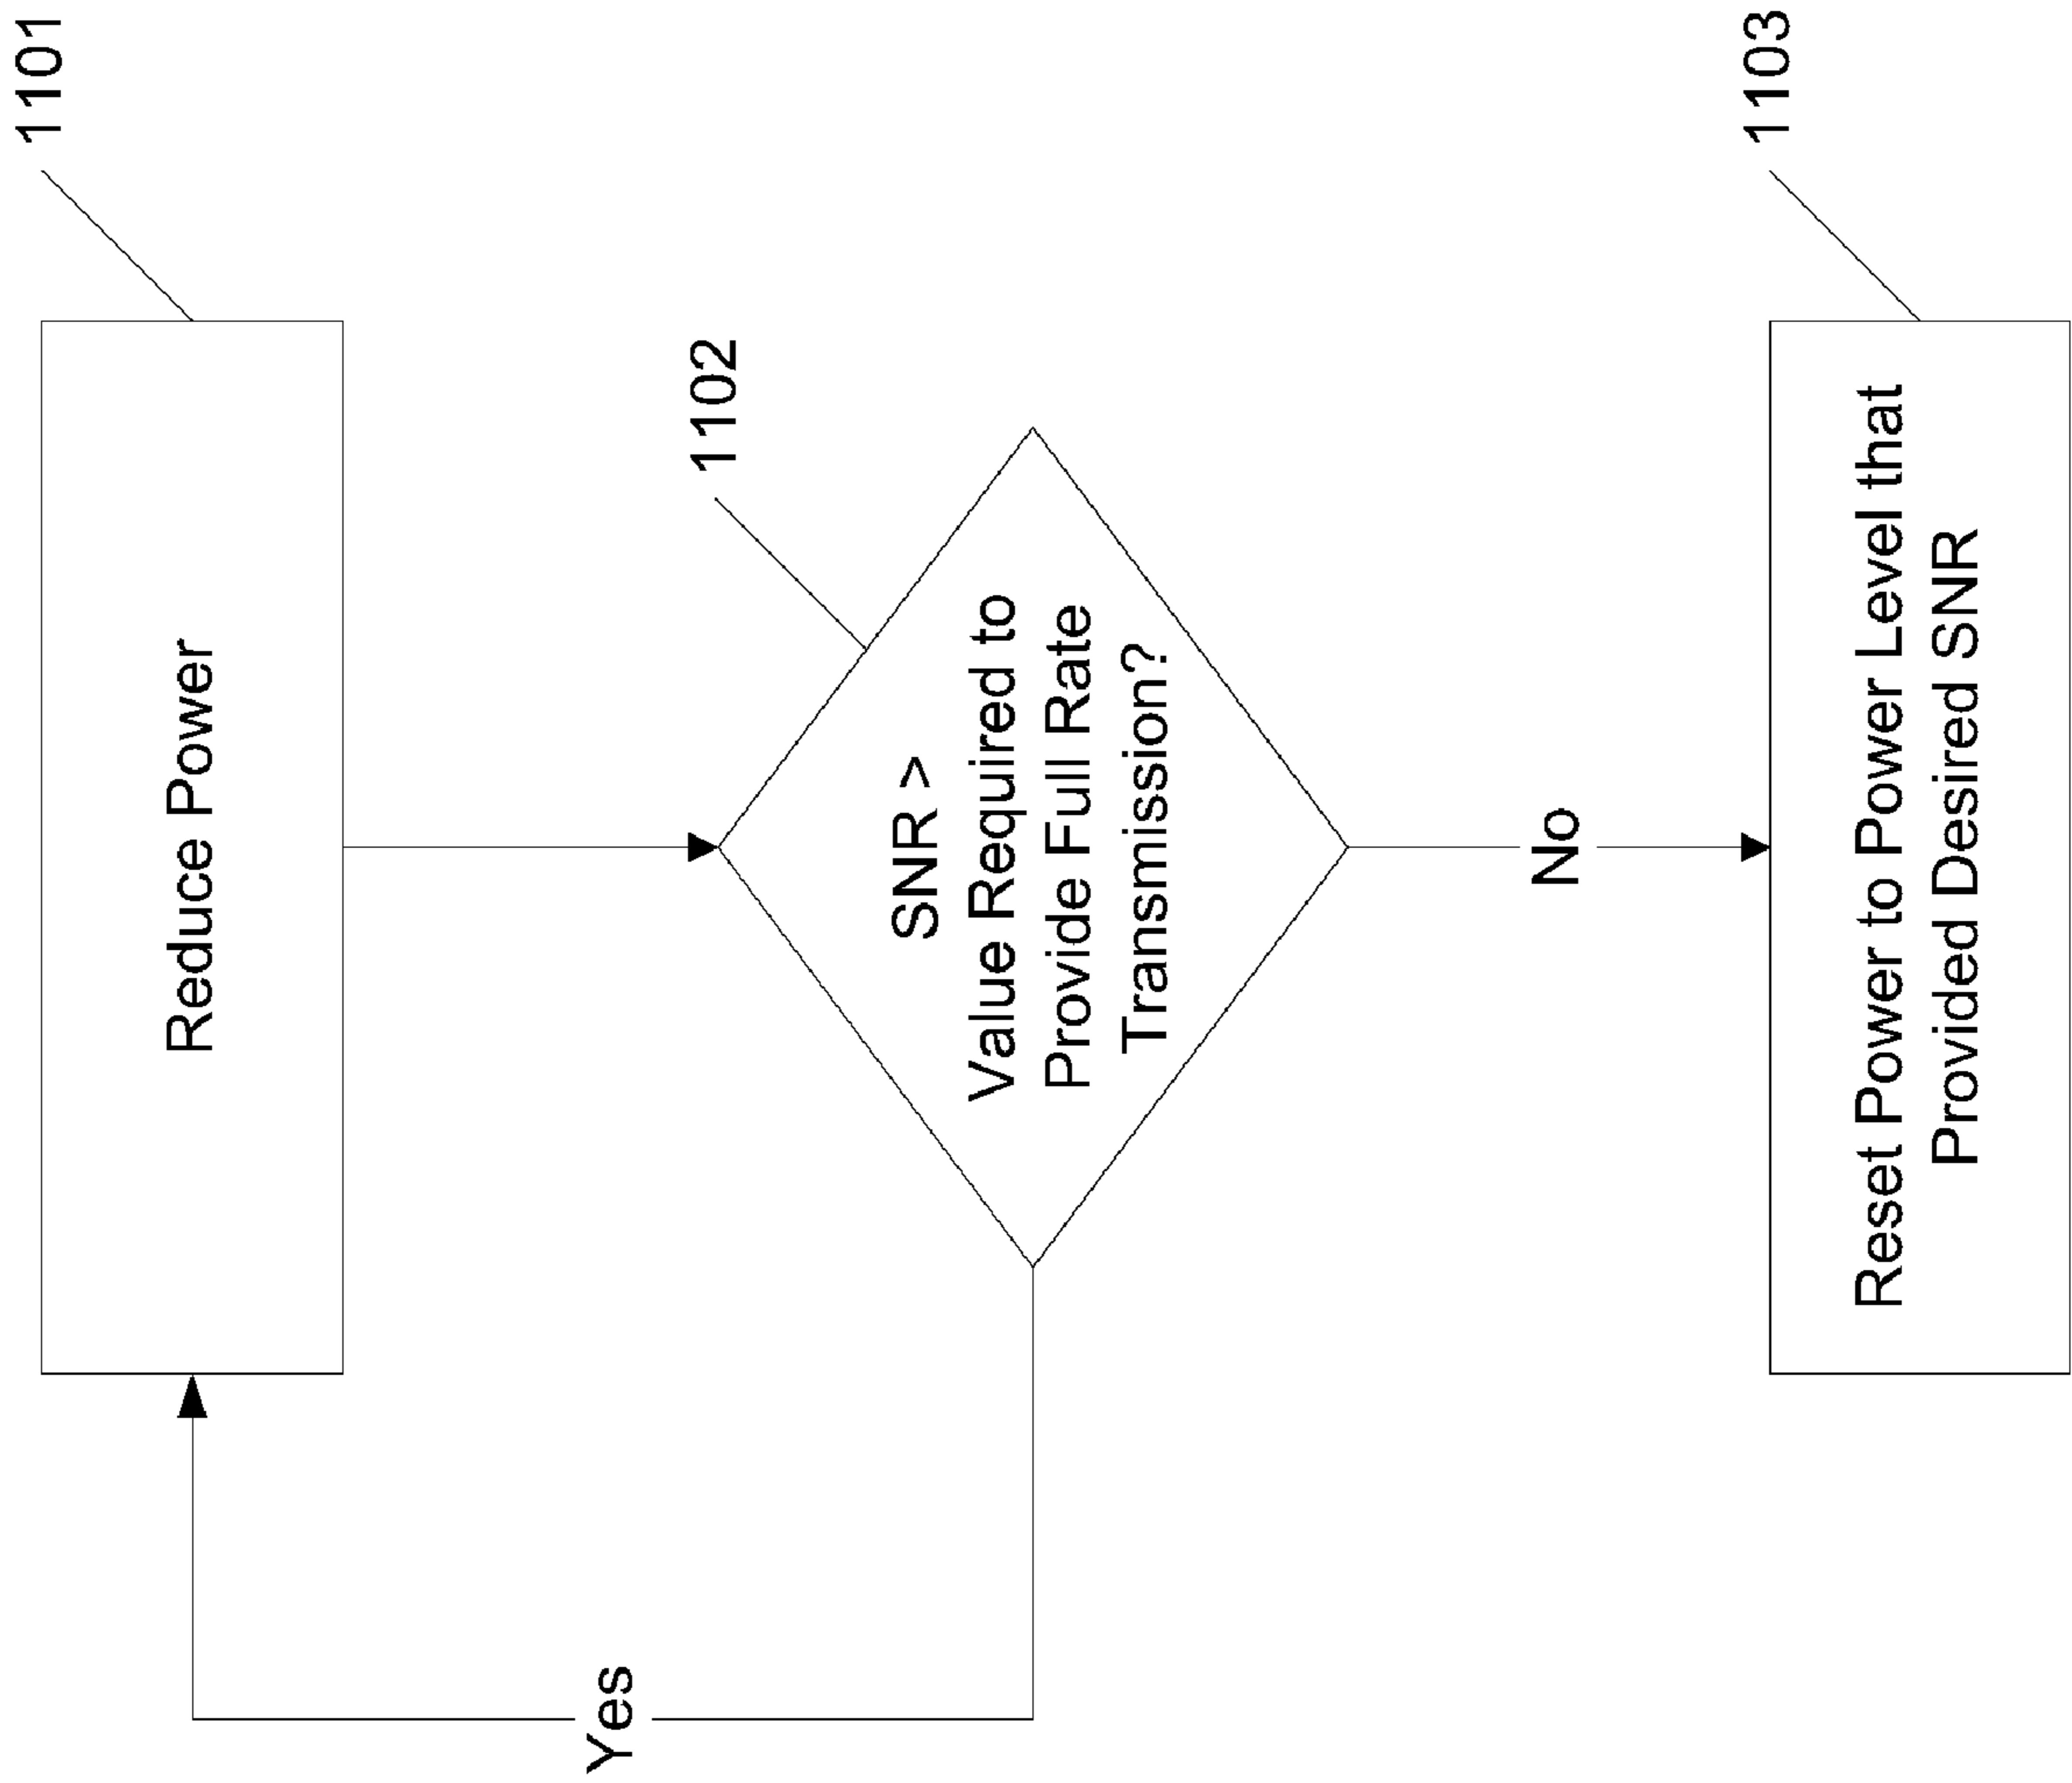 1101
Reduce Power
1102
SNR >
Value Required to
Provide Full Rate
Transmission?
Yes
No
1103
Reset Power to Power Level that
Provided Desired SNR